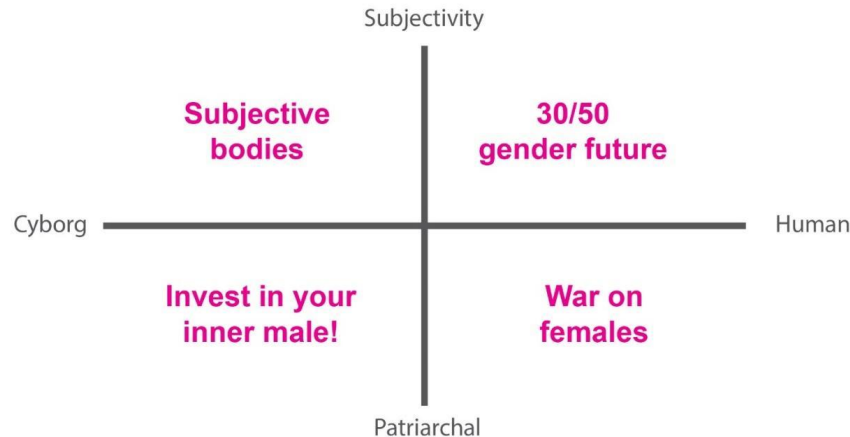 Subjectivity
Subjective
bodies
30/50
gender future
Cyborg
Human
Invest in your
inner male!
War on
females
Patriarchal